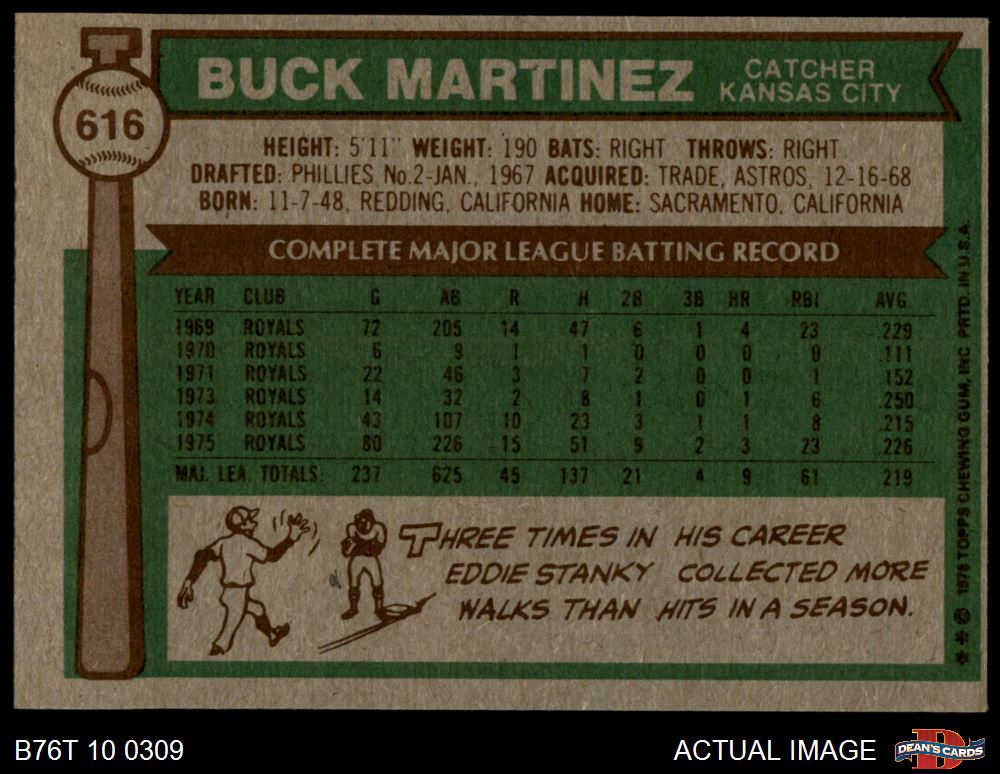 616
BUCK MARTINEZ
CATCHER
KANSAS CITY
HEIGHT: 5'11" WEIGHT: 190 BATS: RIGHT THROWS: RIGHT
DRAFTED: PHILLIES No.2-JAN., 1967 ACQUIRED: TRADE, ASTROS, 12-16-68
BORN: 11-7-48, REDDING, CALIFORNIA HOME: SACRAMENTO, CALIFORNIA
COMPLETE MAJOR LEAGUE BATTING RECORD
YEAR CLUB G AB R H 2B 3B HR RBI AVG.
1969 ROYALS 72 205 14 47 6 1 4 23 .229
1970 ROYALS 6 9 1 1 0 0 0 0 .111
1971 ROYALS 22 46 3 7 2 0 0 1 .152
1973 ROYALS 14 32 2 8 1 0 1 6 .250
1974 ROYALS 43 107 10 23 3 1 1 8 .215
1975 ROYALS 80 226 15 51 9 2 3 23 .226
MAJ. LEA. TOTALS: 237 625 45 137 21 4 9 61 .219
THREE TIMES IN HIS CAREER
EDDIE STANKY COLLECTED MORE
WALKS THAN HITS IN A SEASON.
* * © 1976 TOPPS CHEWING GUM, INC. PRTD. IN U.S.A.
B76T 10 0309
ACTUAL IMAGE
D
DEAN'S CARDS